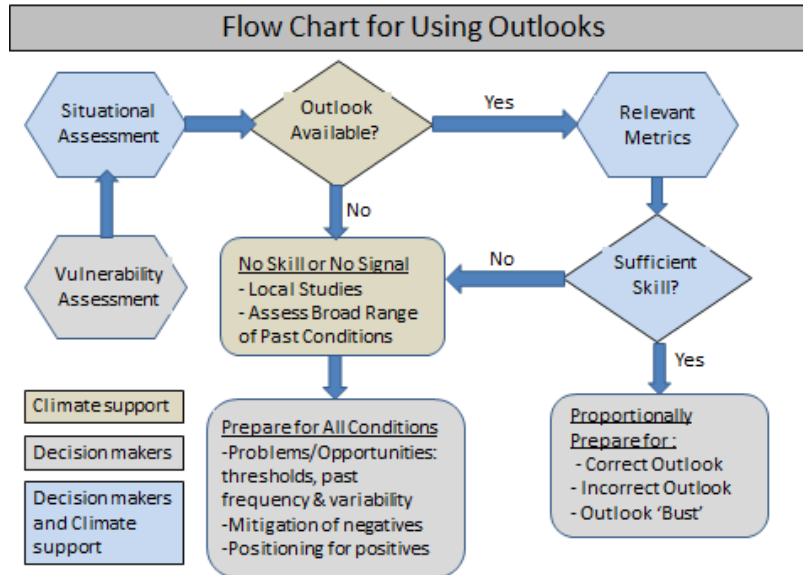 Flow Chart for Using Outlooks
Situational
Assessment
Outlook
Available?
Yes
Relevant
Metrics
No
Vulnerability
Assessment
No Skill or No Signal
- Local Studies
- Assess Broad Range
of Past Conditions
No
Sufficient
Skill?
Yes
Climate support
Decision makers
Decision makers
and Climate
support
Prepare for All Conditions
-Problems/Opportunities:
thresholds, past
frequency & variability
-Mitigation of negatives
-Positioning for positives
Proportionally
Prepare for :
- Correct Outlook
- Incorrect Outlook
- Outlook ‘Bust’